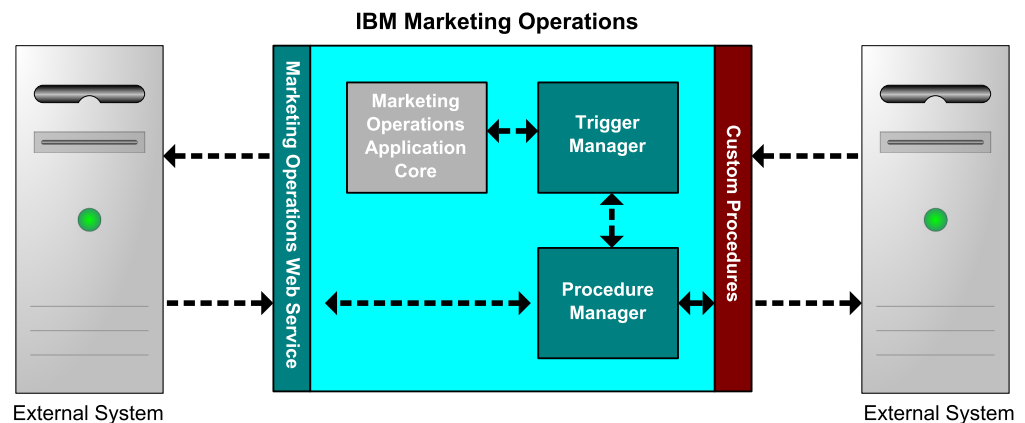 IBM Marketing Operations
Marketing Operations Web Service
Marketing
Operations
Application
Core
Trigger
Manager
Procedure
Manager
Custom Procedures
External System
External System